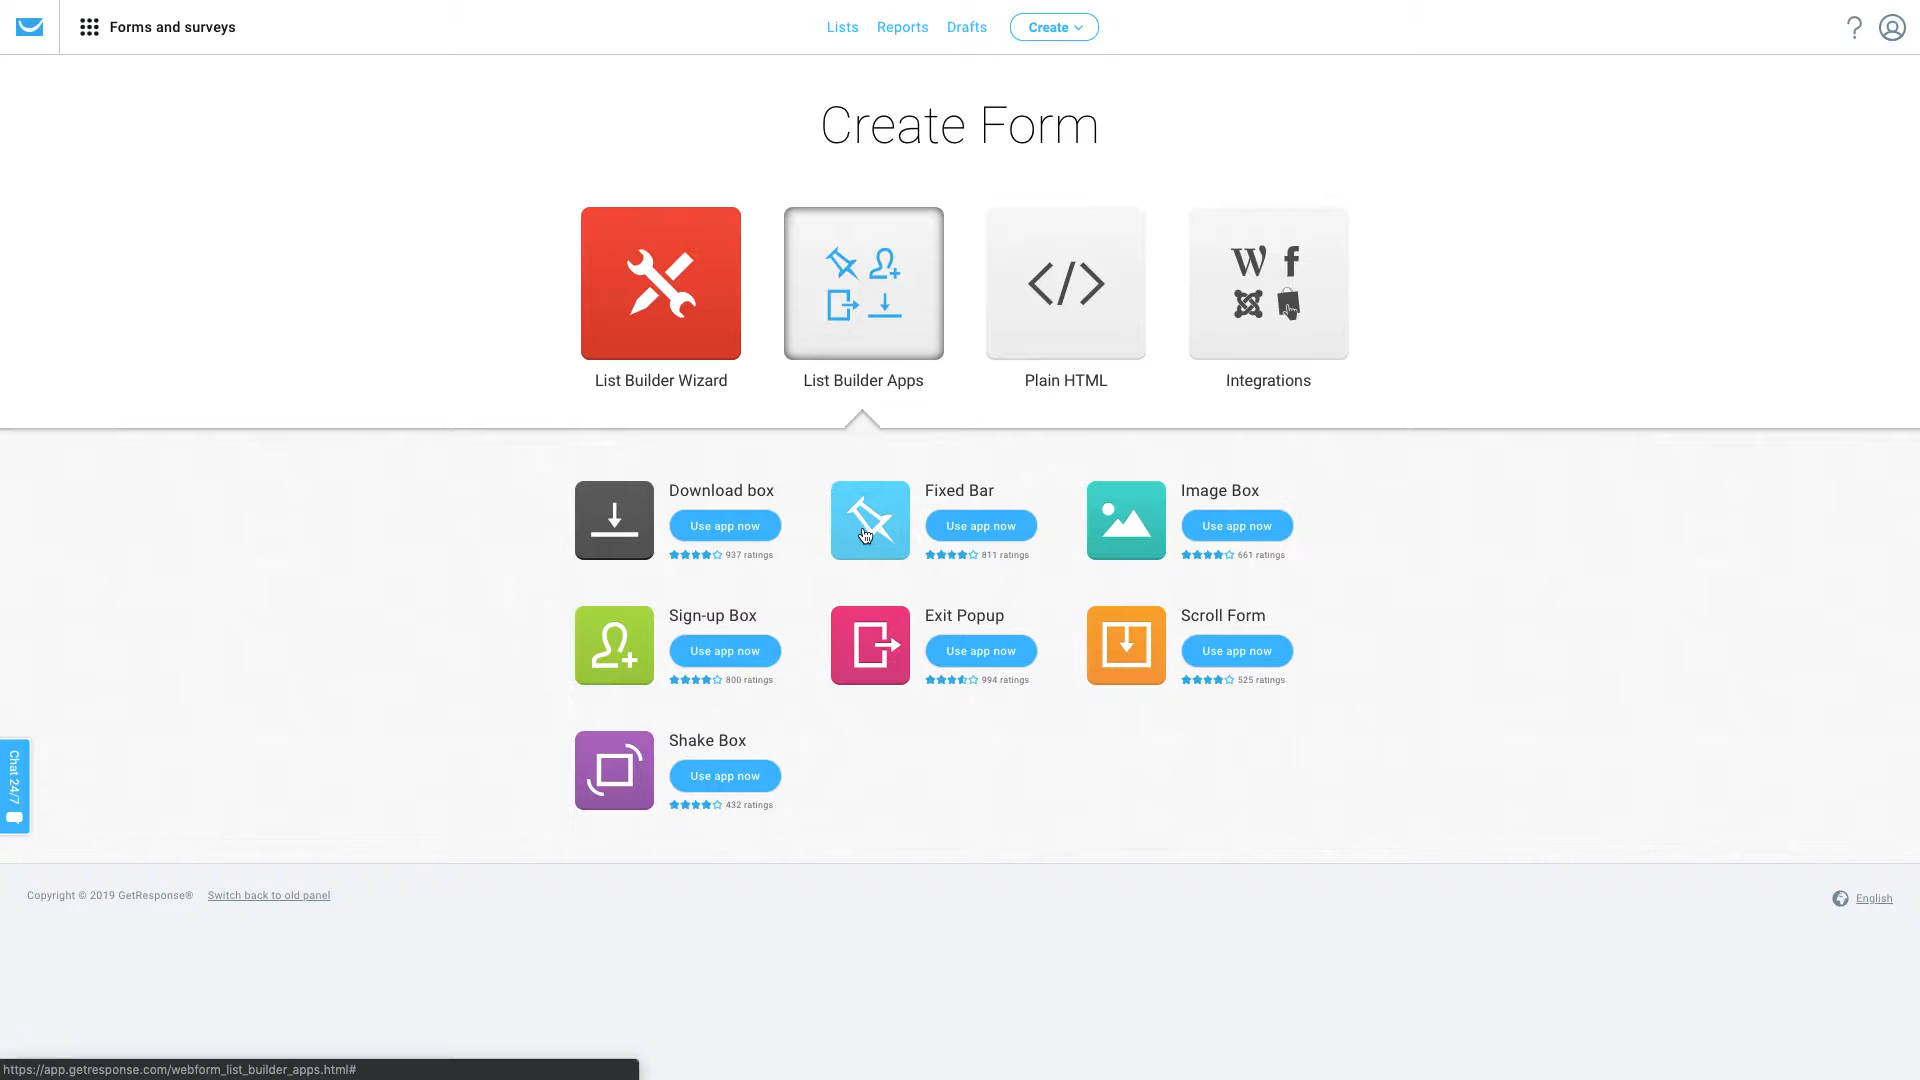 Forms and surveys
Lists Reports Drafts Create
Create Form
List Builder Wizard
List Builder Apps
Plain HTML
Integrations
Download box
Use app now
937 ratings
Fixed Bar
Use app now
811 ratings
Image Box
Use app now
661 ratings
Sign-up Box
Use app now
800 ratings
Exit Popup
Use app now
994 ratings
Scroll Form
Use app now
525 ratings
Shake Box
Use app now
432 ratings
Chat 24/7
Copyright © 2019 GetResponse® Switch back to old panel
English
https://app.getresponse.com/webform_list_builder_apps.html#